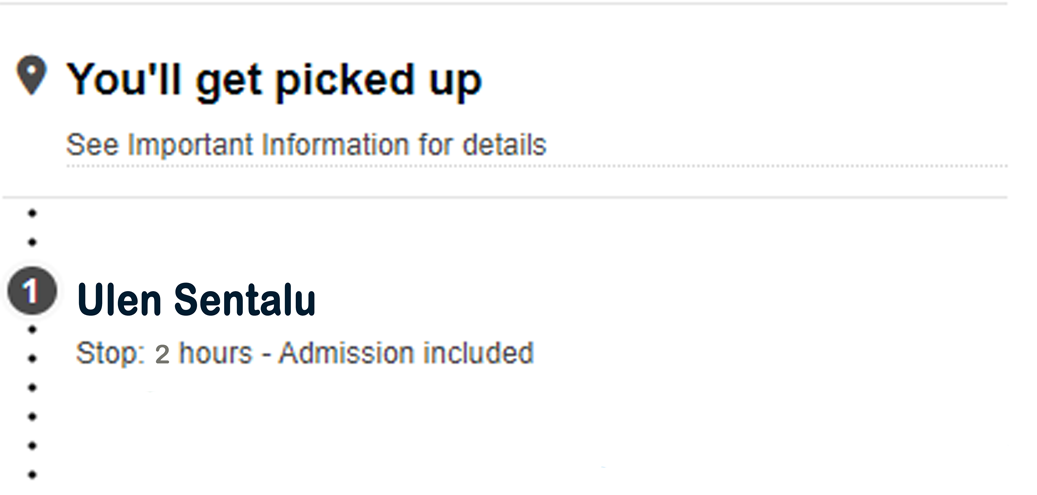 You'll get picked up
See Important Information for details
1
Ulen Sentalu
Stop: 2 hours - Admission included